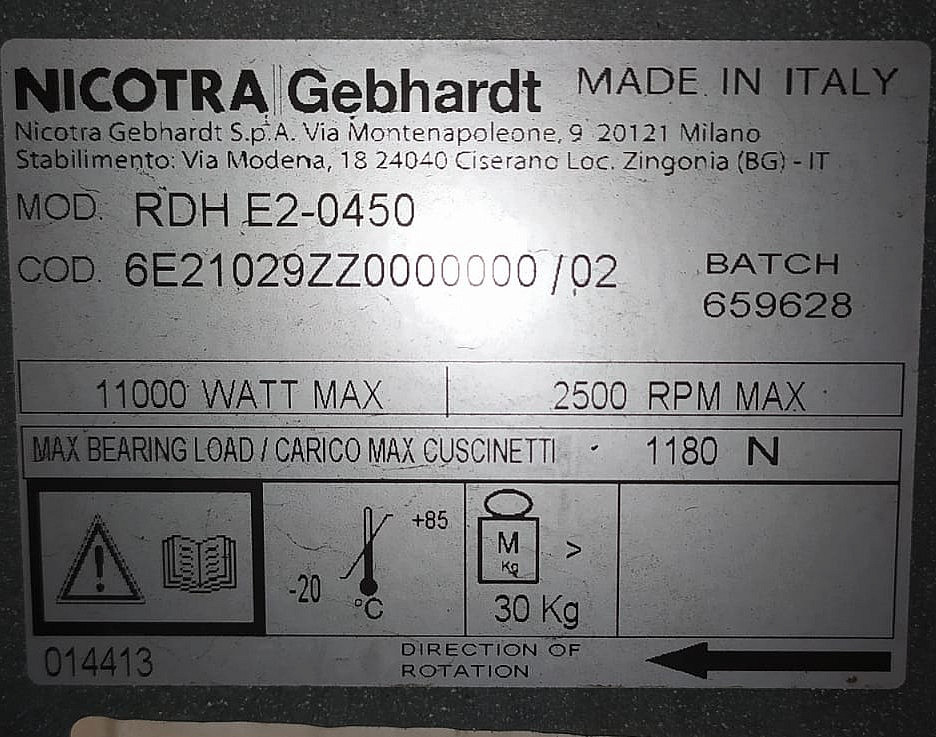 NICOTRA Gebhardt MADE IN ITALY
Nicotra Gebhardt S.p.A. Via Montenapoleone, 9 20121 Milano
Stabilimento: Via Modena, 18 24040 Ciserano Loc. Zingonia (BG) - IT
MOD. RDH E2-0450
COD. 6E21029ZZ0000000/02
BATCH
659628
11000 WATT MAX
2500 RPM MAX
MAX BEARING LOAD / CARICO MAX CUSCINETTI - 1180 N
+85
-20
°C
M
Kg
>
30 Kg
014413
DIRECTION OF
ROTATION